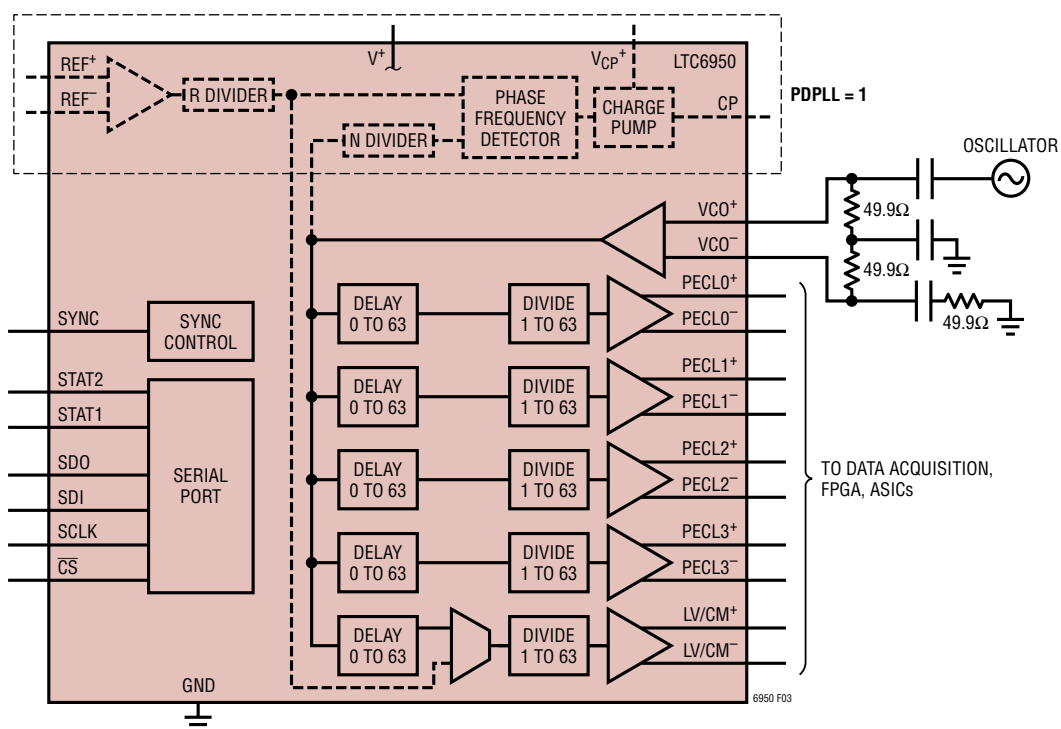 V⁺
V_CP⁺
LTC6950
REF⁺
REF⁻
R DIVIDER
N DIVIDER
PHASE
FREQUENCY
DETECTOR
CHARGE
PUMP
CP
PDPLL = 1
OSCILLATOR
49.9Ω
49.9Ω
49.9Ω
VCO⁺
VCO⁻
SYNC
SYNC
CONTROL
STAT2
STAT1
SDO
SDI
SCLK
C̅S̅
SERIAL
PORT
DELAY
0 TO 63
DIVIDE
1 TO 63
PECL0⁺
PECL0⁻
DELAY
0 TO 63
DIVIDE
1 TO 63
PECL1⁺
PECL1⁻
DELAY
0 TO 63
DIVIDE
1 TO 63
PECL2⁺
PECL2⁻
DELAY
0 TO 63
DIVIDE
1 TO 63
PECL3⁺
PECL3⁻
DELAY
0 TO 63
DIVIDE
1 TO 63
LV/CM⁺
LV/CM⁻
TO DATA ACQUISITION,
FPGA, ASICs
GND
6950 F03